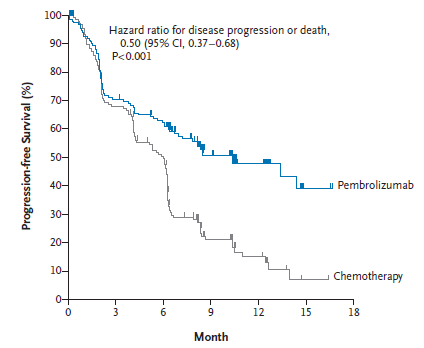 Hazard ratio for disease progression or death,
0.50 (95% CI, 0.37–0.68)
P<0.001
Progression-free Survival (%)
100
90
80
70
60
50
40
30
20
10
0
Pembrolizumab
Chemotherapy
0 3 6 9 12 15 18
Month